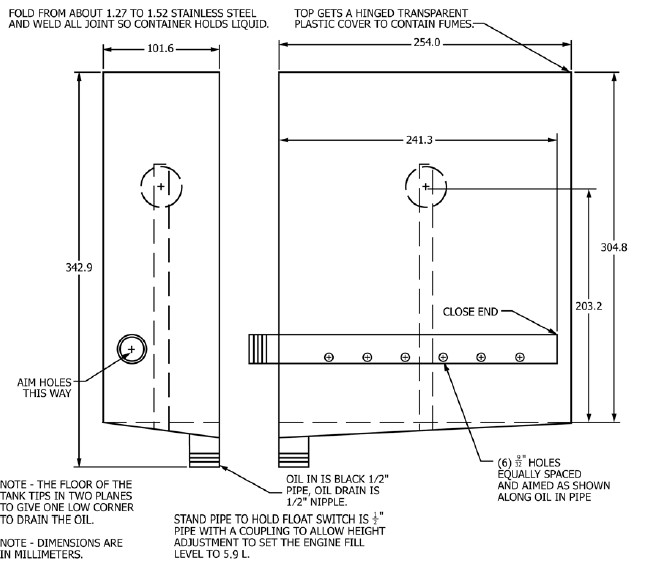 FOLD FROM ABOUT 1.27 TO 1.52 STAINLESS STEEL
AND WELD ALL JOINT SO CONTAINER HOLDS LIQUID.
TOP GETS A HINGED TRANSPARENT
PLASTIC COVER TO CONTAIN FUMES.
101.6
254.0
241.3
304.8
342.9
203.2
CLOSE END
AIM HOLES
THIS WAY
(6) 9/32" HOLES
EQUALLY SPACED
AND AIMED AS SHOWN
ALONG OIL IN PIPE
OIL IN IS BLACK 1/2"
PIPE, OIL DRAIN IS
1/2" NIPPLE.
NOTE - THE FLOOR OF THE
TANK TIPS IN TWO PLANES
TO GIVE ONE LOW CORNER
TO DRAIN THE OIL.
NOTE - DIMENSIONS ARE
IN MILLIMETERS.
STAND PIPE TO HOLD FLOAT SWITCH IS ½"
PIPE WITH A COUPLING TO ALLOW HEIGHT
ADJUSTMENT TO SET THE ENGINE FILL
LEVEL TO 5.9 L.